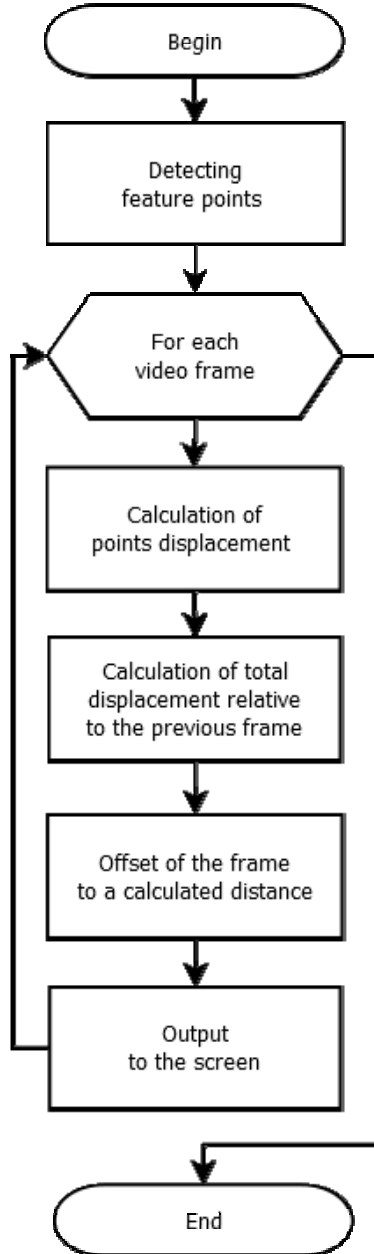 Begin
Detecting
feature points
For each
video frame
Calculation of
points displacement
Calculation of total
displacement relative
to the previous frame
Offset of the frame
to a calculated distance
Output
to the screen
End